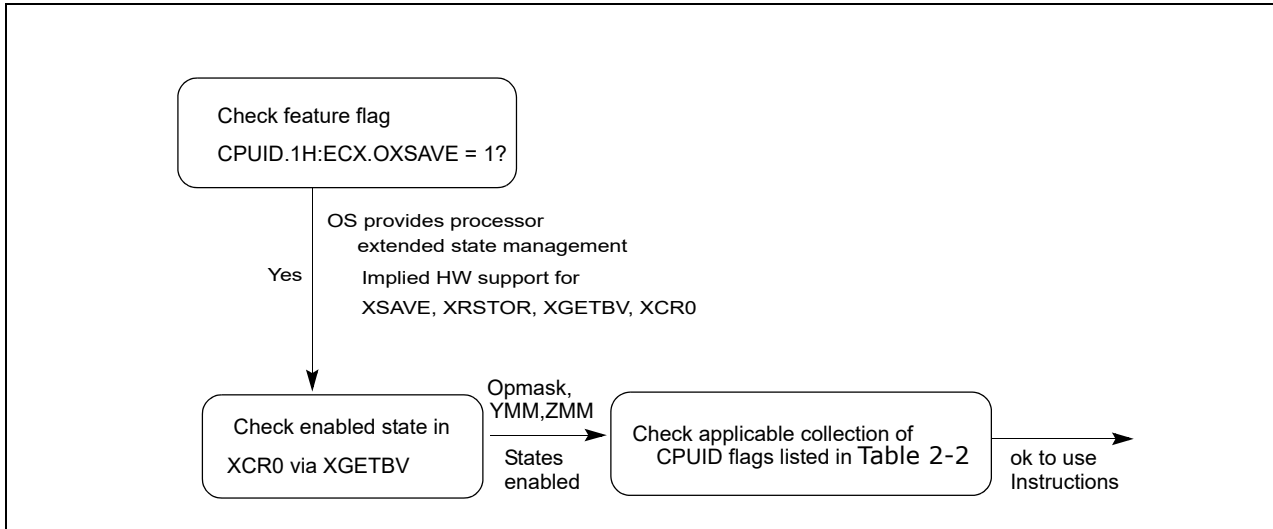 Check feature flag
CPUID.1H:ECX.OXSAVE = 1?
OS provides processor
extended state management
Yes
Implied HW support for
XSAVE, XRSTOR, XGETBV, XCR0
Check enabled state in
XCR0 via XGETBV
Opmask,
YMM,ZMM
States
enabled
Check applicable collection of
CPUID flags listed in Table 2-2
ok to use
Instructions